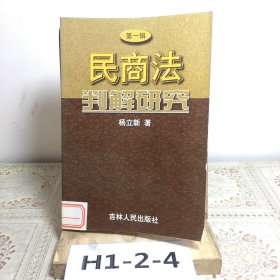 第一辑
民商法
判解研究
杨立新 著
吉林人民出版社
H1-2-4